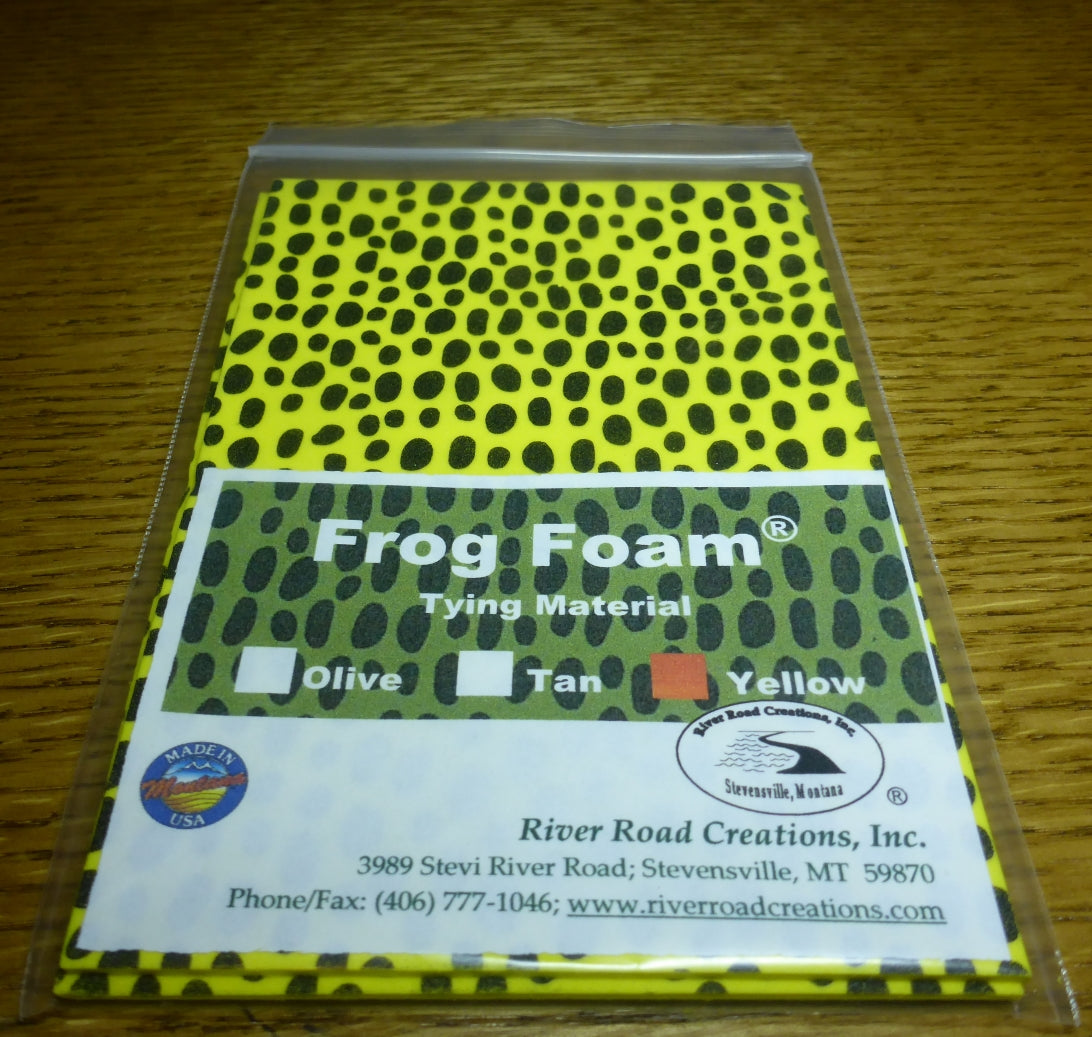 Frog Foam®
Tying Material
Olive Tan Yellow
River Road Creations, Inc.
Stevensville, Montana
®
MADE IN
Montana
USA
River Road Creations, Inc.
3989 Stevi River Road; Stevensville, MT 59870
Phone/Fax: (406) 777-1046; www.riverroadcreations.com